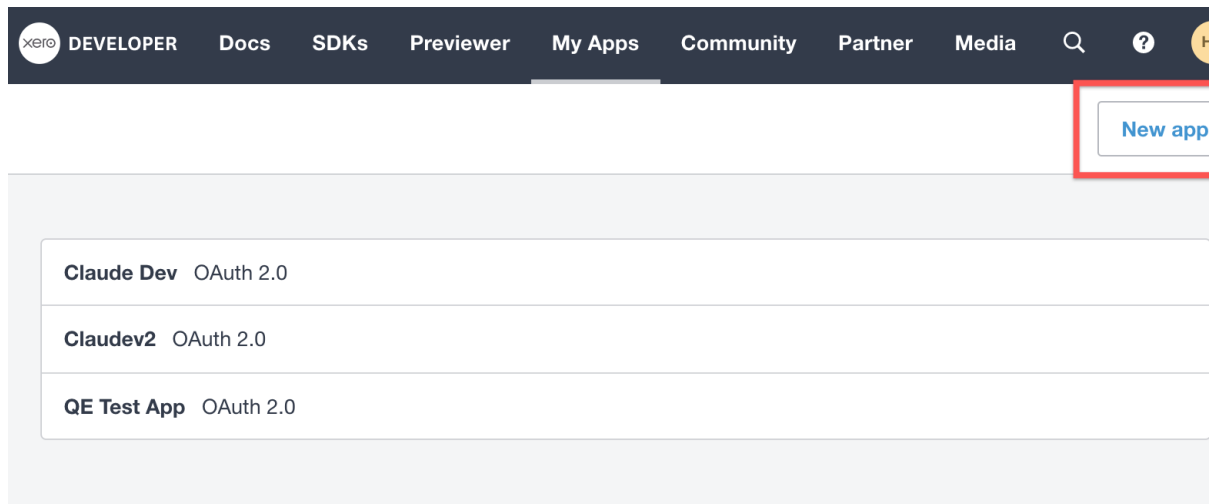 xero DEVELOPER Docs SDKs Previewer My Apps Community Partner Media ? H
New app
Claude Dev OAuth 2.0
Claudev2 OAuth 2.0
QE Test App OAuth 2.0